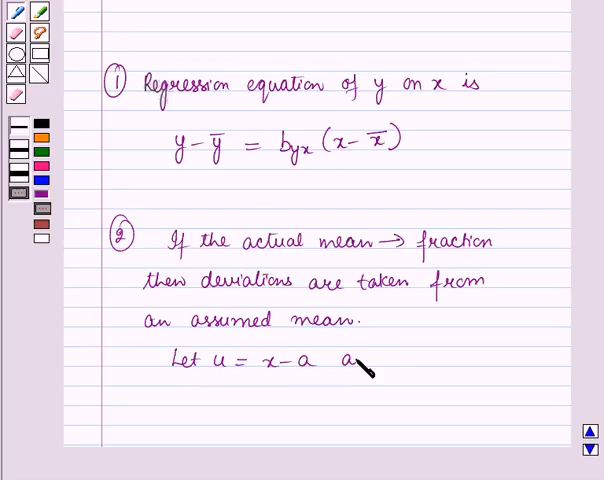 ① Regression equation of y on x is
y - ȳ = byx (x - x̄)
② If the actual mean → fraction
then deviations are taken from
an assumed mean.
Let u = x - a a